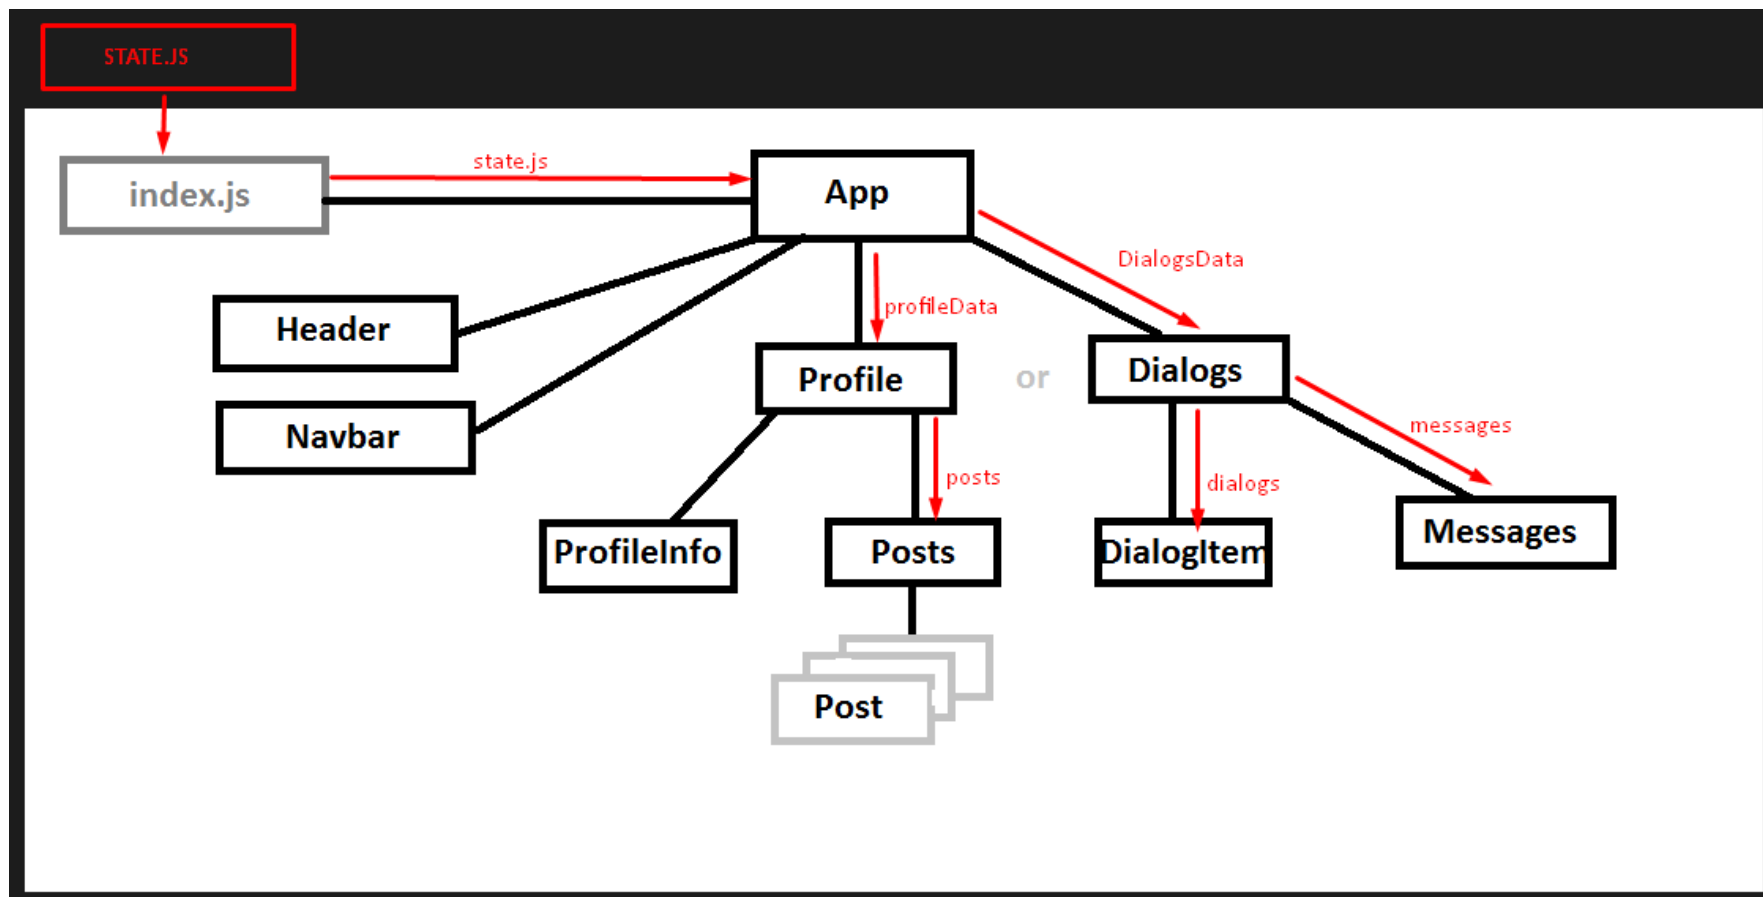 STATE.JS
index.js
state.js
App
DialogsData
Header
profileData
Navbar
Profile
or
Dialogs
messages
posts
dialogs
ProfileInfo
Posts
DialogItem
Messages
Post